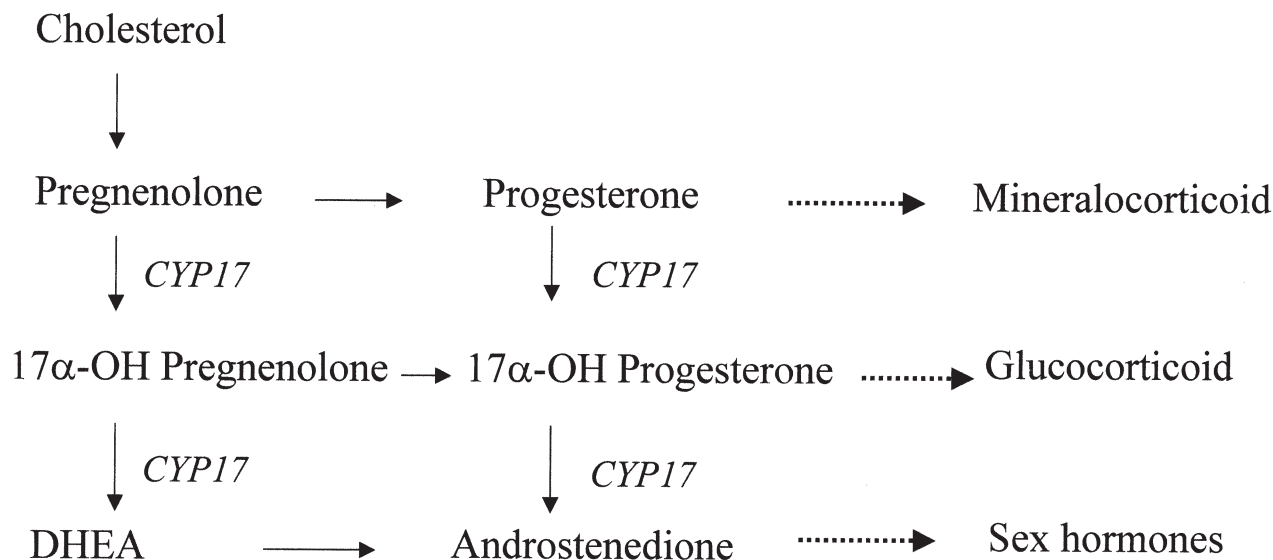 Cholesterol
Pregnenolone Progesterone Mineralocorticoid
CYP17 CYP17
17α-OH Pregnenolone 17α-OH Progesterone Glucocorticoid
CYP17 CYP17
DHEA Androstenedione Sex hormones